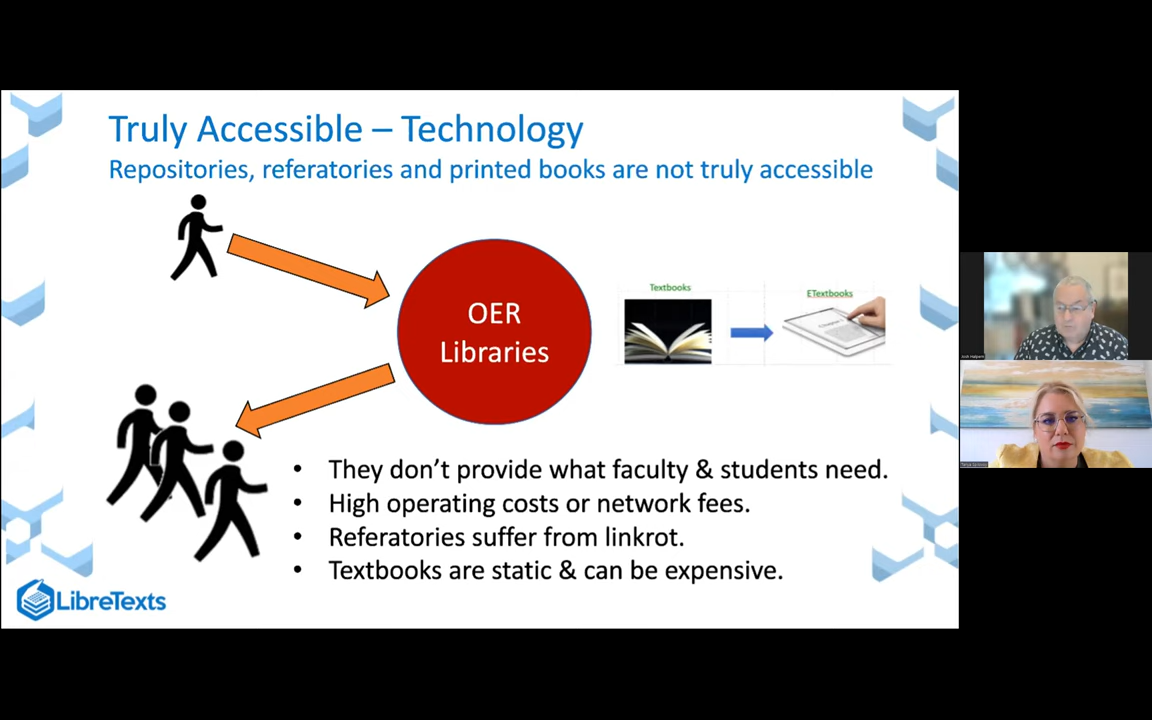 Truly Accessible – Technology
Repositories, referatories and printed books are not truly accessible
OER
Libraries
Textbooks
ETextbooks
• They don't provide what faculty & students need.
• High operating costs or network fees.
• Referatories suffer from linkrot.
• Textbooks are static & can be expensive.
LibreTexts